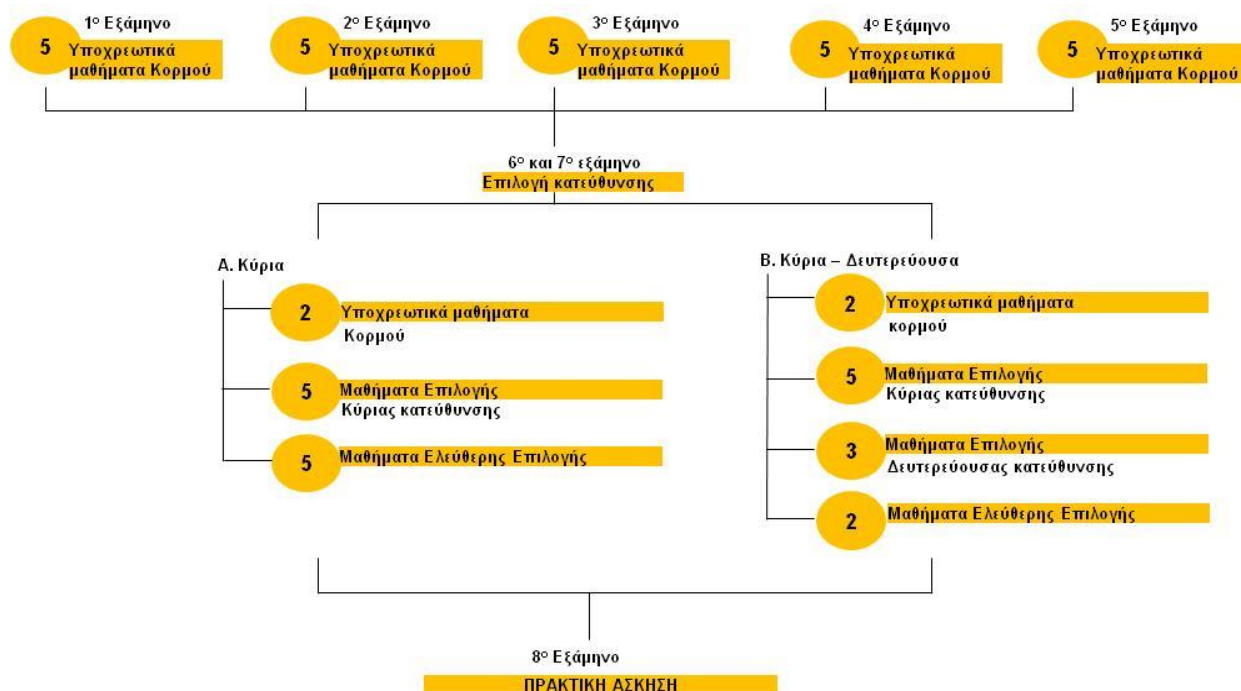 1ο Εξάμηνο
5
Υποχρεωτικά
μαθήματα Κορμού
2ο Εξάμηνο
5
Υποχρεωτικά
μαθήματα Κορμού
3ο Εξάμηνο
5
Υποχρεωτικά
μαθήματα Κορμού
4ο Εξάμηνο
5
Υποχρεωτικά
μαθήματα Κορμού
5ο Εξάμηνο
5
Υποχρεωτικά
μαθήματα Κορμού
6ο και 7ο εξάμηνο
Επιλογή κατεύθυνσης
Α. Κύρια
2
Υποχρεωτικά μαθήματα
Κορμού
5
Μαθήματα Επιλογής
Κύριας κατεύθυνσης
5
Μαθήματα Ελεύθερης Επιλογής
Β. Κύρια – Δευτερεύουσα
2
Υποχρεωτικά μαθήματα
κορμού
5
Μαθήματα Επιλογής
Κύριας κατεύθυνσης
3
Μαθήματα Επιλογής
Δευτερεύουσας κατεύθυνσης
2
Μαθήματα Ελεύθερης Επιλογής
8ο Εξάμηνο
ΠΡΑΚΤΙΚΗ ΑΣΚΗΣΗ